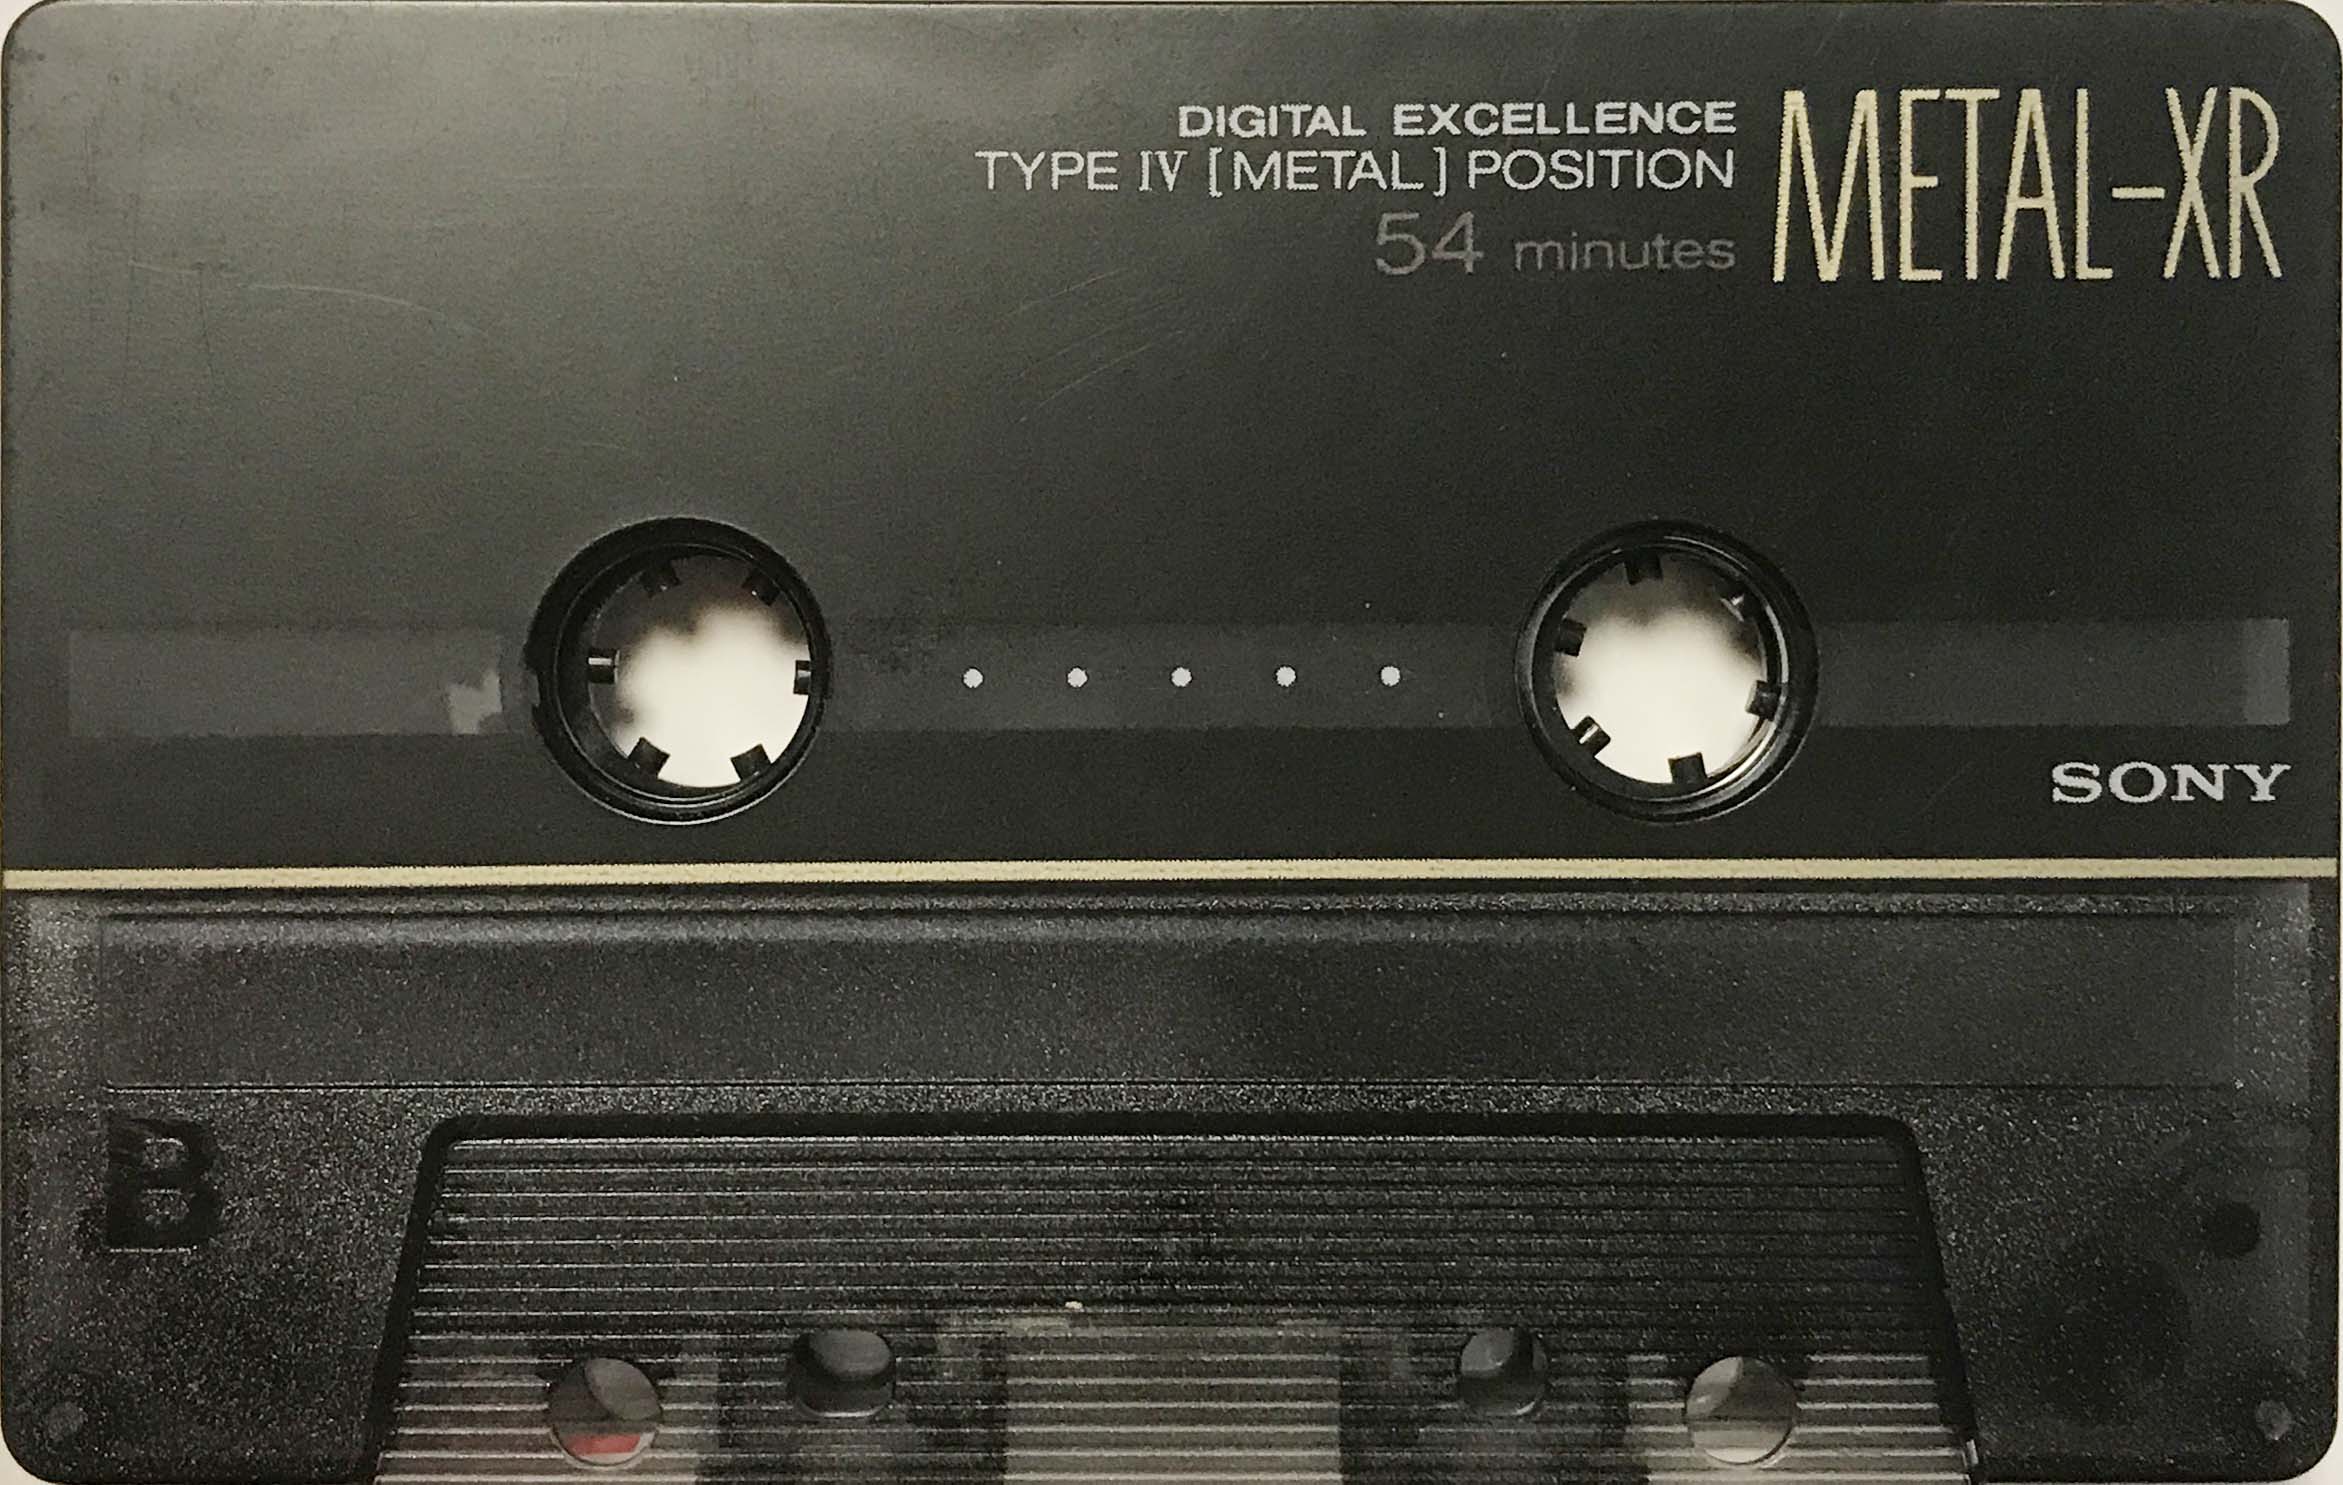 DIGITAL EXCELLENCE
METAL-XR
TYPE IV [METAL] POSITION
54 minutes
SONY
B